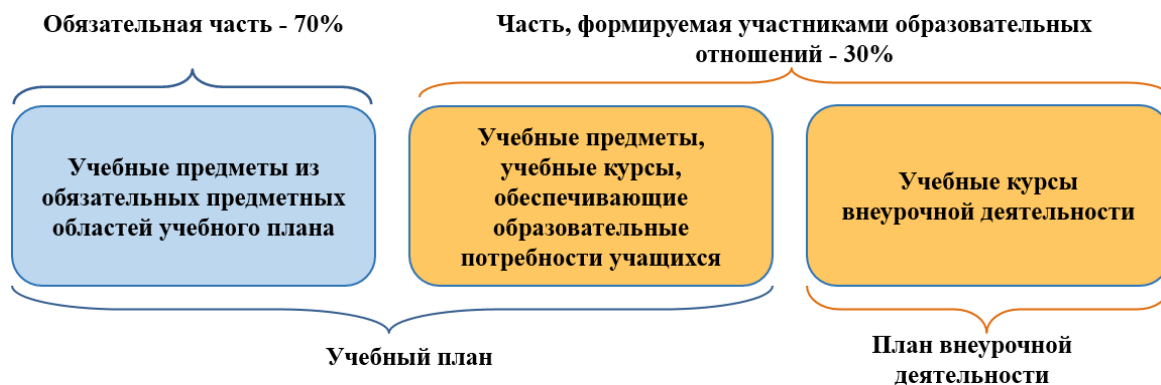 Обязательная часть - 70%
Часть, формируемая участниками образовательных
отношений - 30%
Учебные предметы из
обязательных предметных
областей учебного плана
Учебные предметы,
учебные курсы,
обеспечивающие
образовательные
потребности учащихся
Учебные курсы
внеурочной деятельности
Учебный план
План внеурочной
деятельности